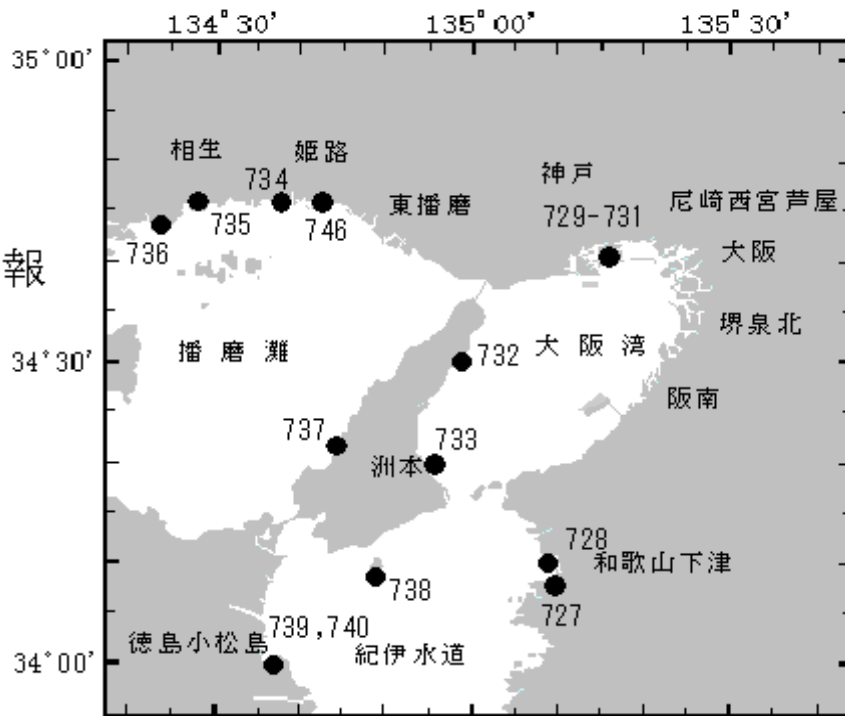 134°30′ 135°00′ 135°30′
35°00′
相生 姫路
734
神戸
735 746 東播磨 729-731 尼崎西宮芦屋
736
大阪
報
堺泉北
播磨灘 732 大阪湾
34°30′
阪南
737 733
洲本
728
和歌山下津
738 727
739,740
徳島小松島 紀伊水道
34°00′